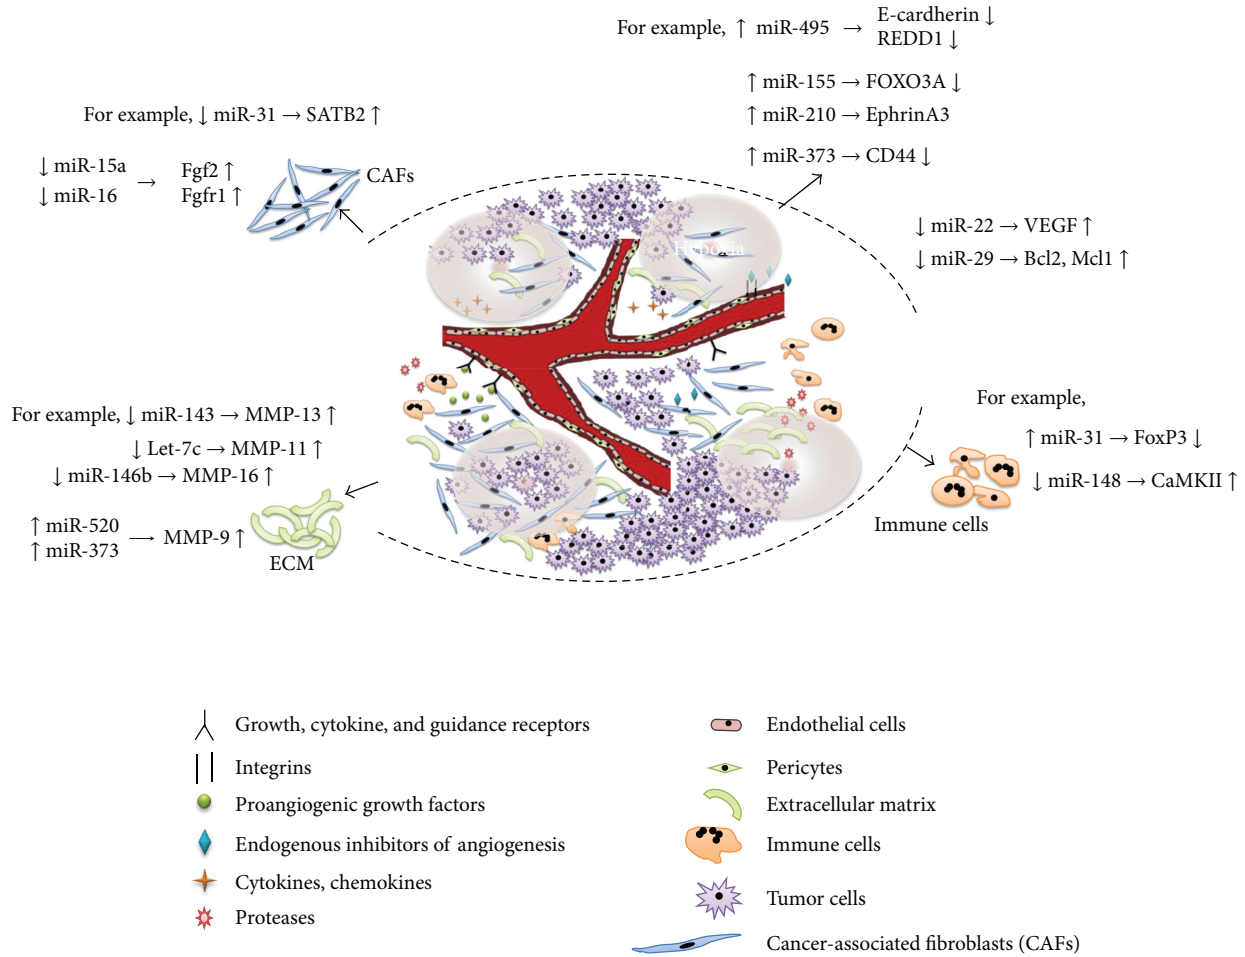 For example, ↑ miR-495 → E-cardherin ↓
REDD1 ↓
↑ miR-155 → FOXO3A ↓
↑ miR-210 → EphrinA3
↑ miR-373 → CD44 ↓
For example, ↓ miR-31 → SATB2 ↑
↓ miR-15a
↓ miR-16
→ Fgf2 ↑
Fgfr1 ↑
CAFs
Hypoxia
↓ miR-22 → VEGF ↑
↓ miR-29 → Bcl2, Mcl1 ↑
For example, ↓ miR-143 → MMP-13 ↑
↓ Let-7c → MMP-11 ↑
↓ miR-146b → MMP-16 ↑
↑ miR-520
↑ miR-373
→ MMP-9 ↑
ECM
For example,
↑ miR-31 → FoxP3 ↓
↓ miR-148 → CaMKII ↑
Immune cells
Growth, cytokine, and guidance receptors
Integrins
Proangiogenic growth factors
Endogenous inhibitors of angiogenesis
Cytokines, chemokines
Proteases
Endothelial cells
Pericytes
Extracellular matrix
Immune cells
Tumor cells
Cancer-associated fibroblasts (CAFs)